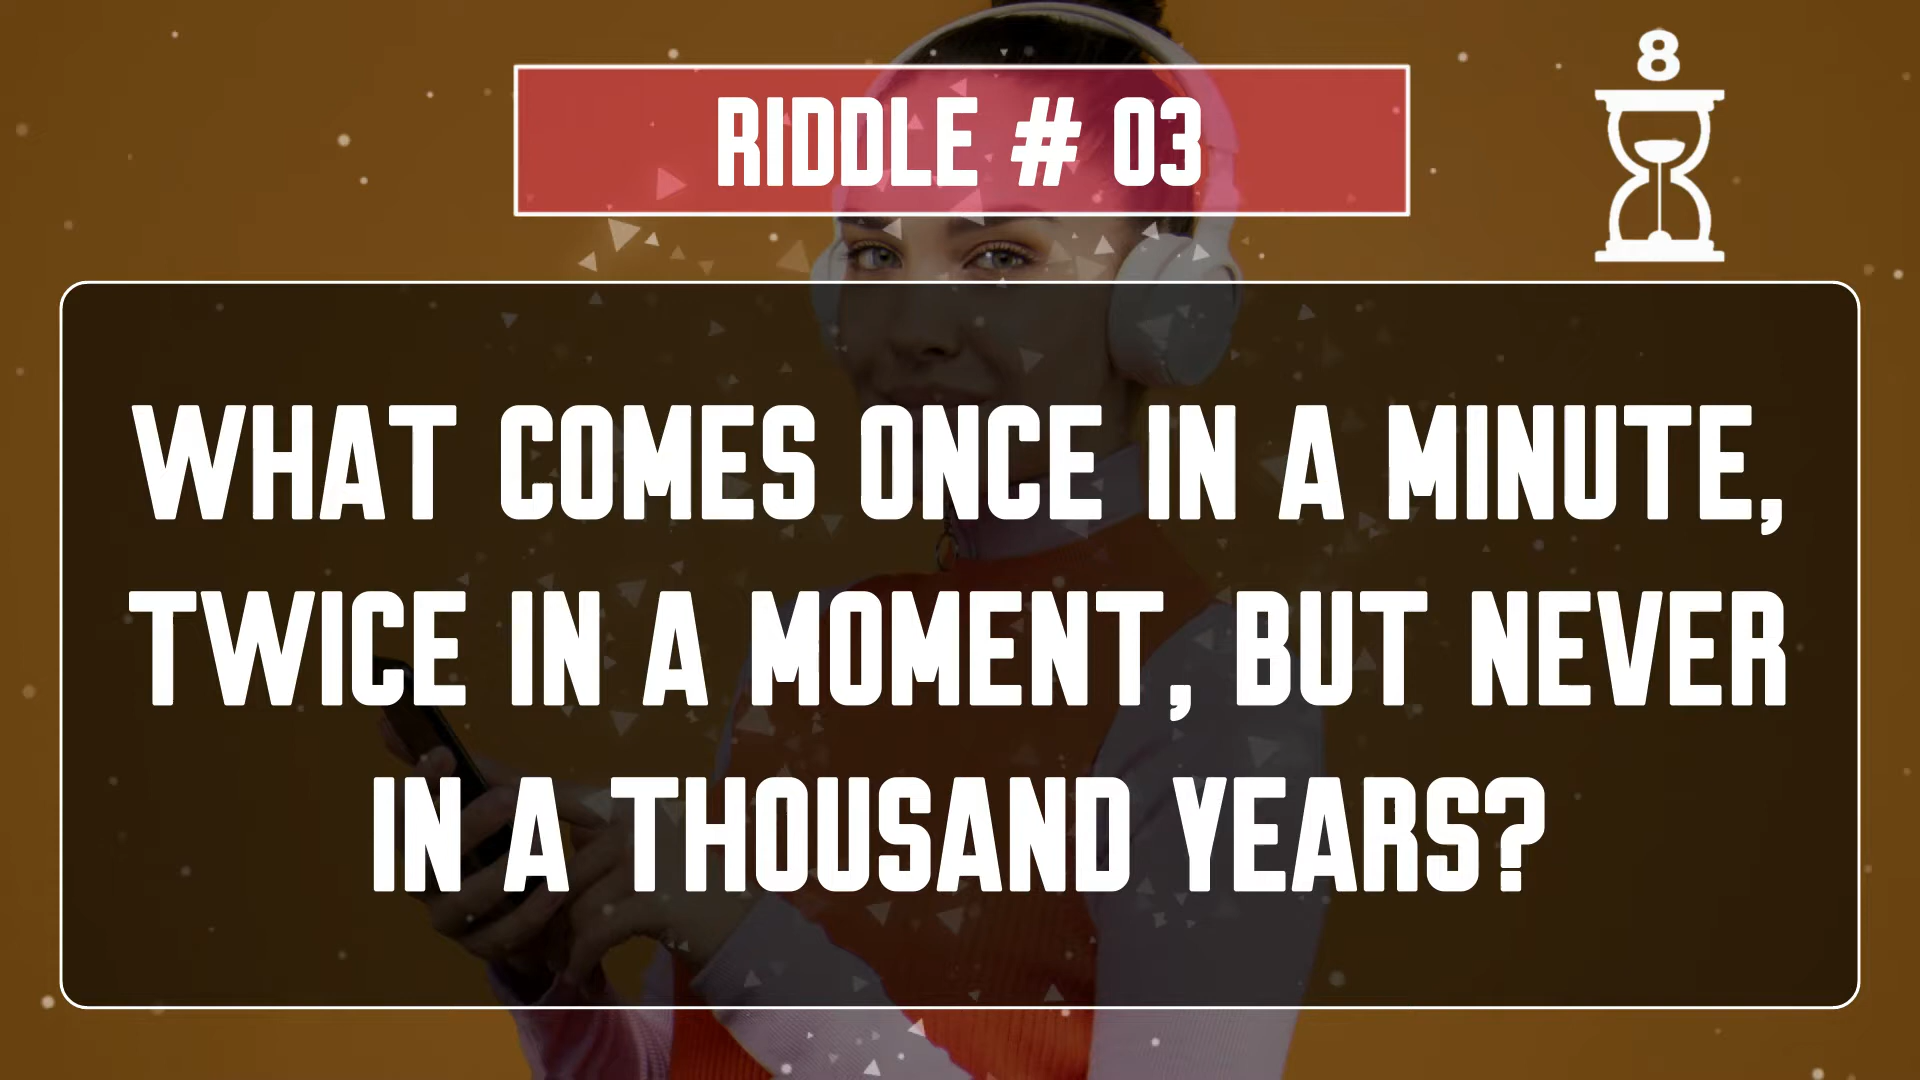 8
RIDDLE # 03
WHAT COMES ONCE IN A MINUTE,
TWICE IN A MOMENT, BUT NEVER
IN A THOUSAND YEARS?